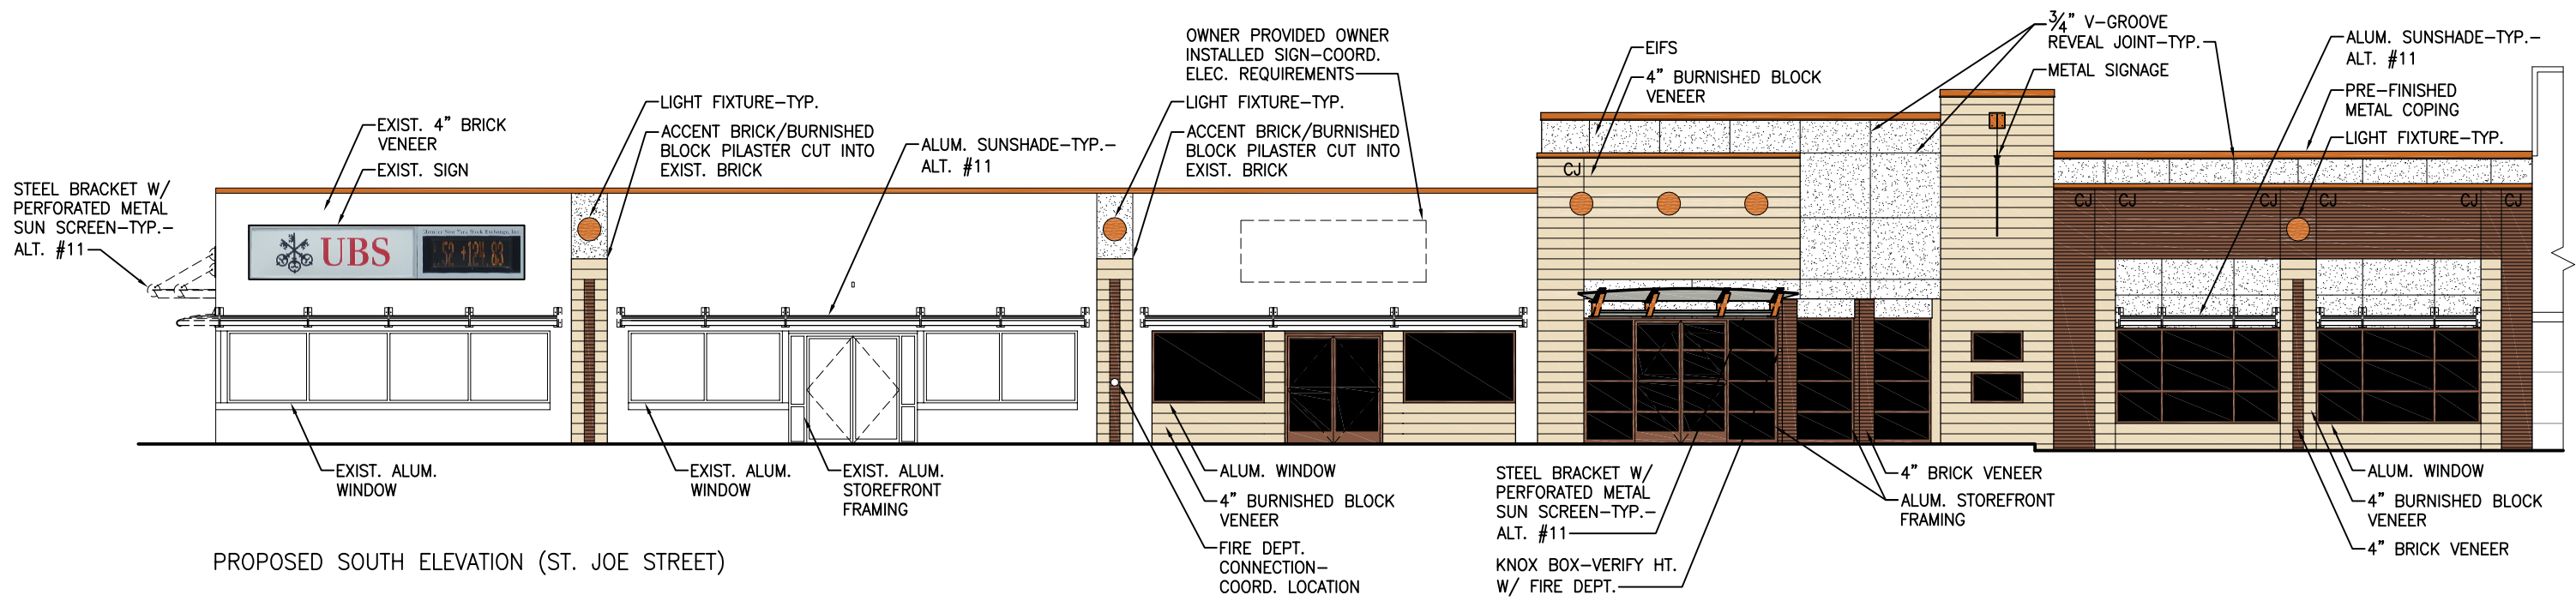 STEEL BRACKET W/
PERFORATED METAL
SUN SCREEN-TYP.-
ALT. #11
EXIST. 4" BRICK
VENEER
EXIST. SIGN
UBS
52 +124.83
LIGHT FIXTURE-TYP.
ACCENT BRICK/BURNISHED
BLOCK PILASTER CUT INTO
EXIST. BRICK
ALUM. SUNSHADE-TYP.-
ALT. #11
OWNER PROVIDED OWNER
INSTALLED SIGN-COORD.
ELEC. REQUIREMENTS
LIGHT FIXTURE-TYP.
ACCENT BRICK/BURNISHED
BLOCK PILASTER CUT INTO
EXIST. BRICK
EIFS
4" BURNISHED BLOCK
VENEER
3/4" V-GROOVE
REVEAL JOINT-TYP.
METAL SIGNAGE
ALUM. SUNSHADE-TYP.-
ALT. #11
PRE-FINISHED
METAL COPING
LIGHT FIXTURE-TYP.
CJ
CJ
CJ
CJ
CJ
CJ
CJ
EXIST. ALUM.
WINDOW
EXIST. ALUM.
WINDOW
EXIST. ALUM.
STOREFRONT
FRAMING
ALUM. WINDOW
4" BURNISHED BLOCK
VENEER
FIRE DEPT.
CONNECTION-
COORD. LOCATION
STEEL BRACKET W/
PERFORATED METAL
SUN SCREEN-TYP.-
ALT. #11
KNOX BOX-VERIFY HT.
W/ FIRE DEPT.
4" BRICK VENEER
ALUM. STOREFRONT
FRAMING
ALUM. WINDOW
4" BURNISHED BLOCK
VENEER
4" BRICK VENEER
PROPOSED SOUTH ELEVATION (ST. JOE STREET)